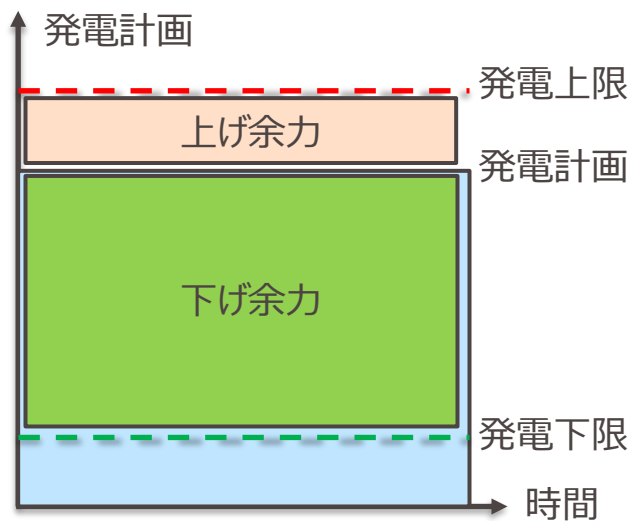 発電計画
発電上限
上げ余力
発電計画
下げ余力
発電下限
時間